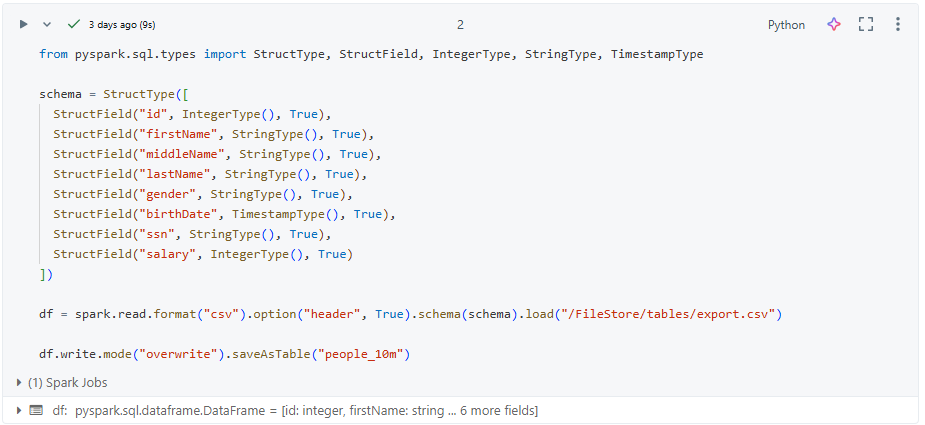 3 days ago (9s)
2
Python
from pyspark.sql.types import StructType, StructField, IntegerType, StringType, TimestampType
schema = StructType([
  StructField("id", IntegerType(), True),
  StructField("firstName", StringType(), True),
  StructField("middleName", StringType(), True),
  StructField("lastName", StringType(), True),
  StructField("gender", StringType(), True),
  StructField("birthDate", TimestampType(), True),
  StructField("ssn", StringType(), True),
  StructField("salary", IntegerType(), True)
])
df = spark.read.format("csv").option("header", True).schema(schema).load("/FileStore/tables/export.csv")
df.write.mode("overwrite").saveAsTable("people_10m")
(1) Spark Jobs
df: pyspark.sql.dataframe.DataFrame = [id: integer, firstName: string ... 6 more fields]